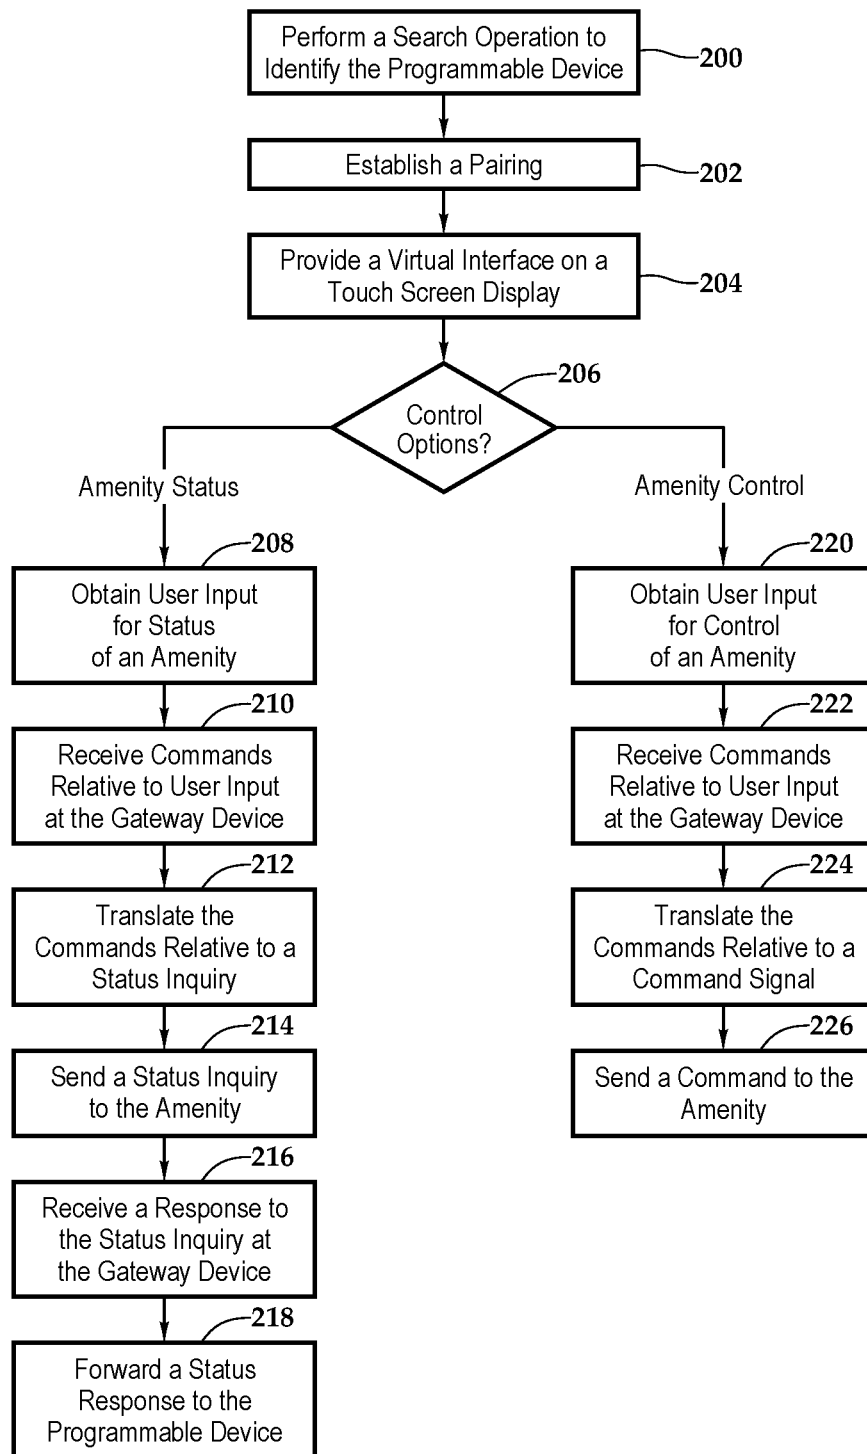 Perform a Search Operation to
Identify the Programmable Device
200
Establish a Pairing
202
Provide a Virtual Interface on a
Touch Screen Display
204
206
Control
Options?
Amenity Status
Amenity Control
208
Obtain User Input
for Status
of an Amenity
210
Receive Commands
Relative to User Input
at the Gateway Device
212
Translate the
Commands Relative to a
Status Inquiry
214
Send a Status Inquiry
to the Amenity
216
Receive a Response to
the Status Inquiry at
the Gateway Device
218
Forward a Status
Response to the
Programmable Device
220
Obtain User Input
for Control
of an Amenity
222
Receive Commands
Relative to User Input
at the Gateway Device
224
Translate the
Commands Relative to a
Command Signal
226
Send a Command to the
Amenity